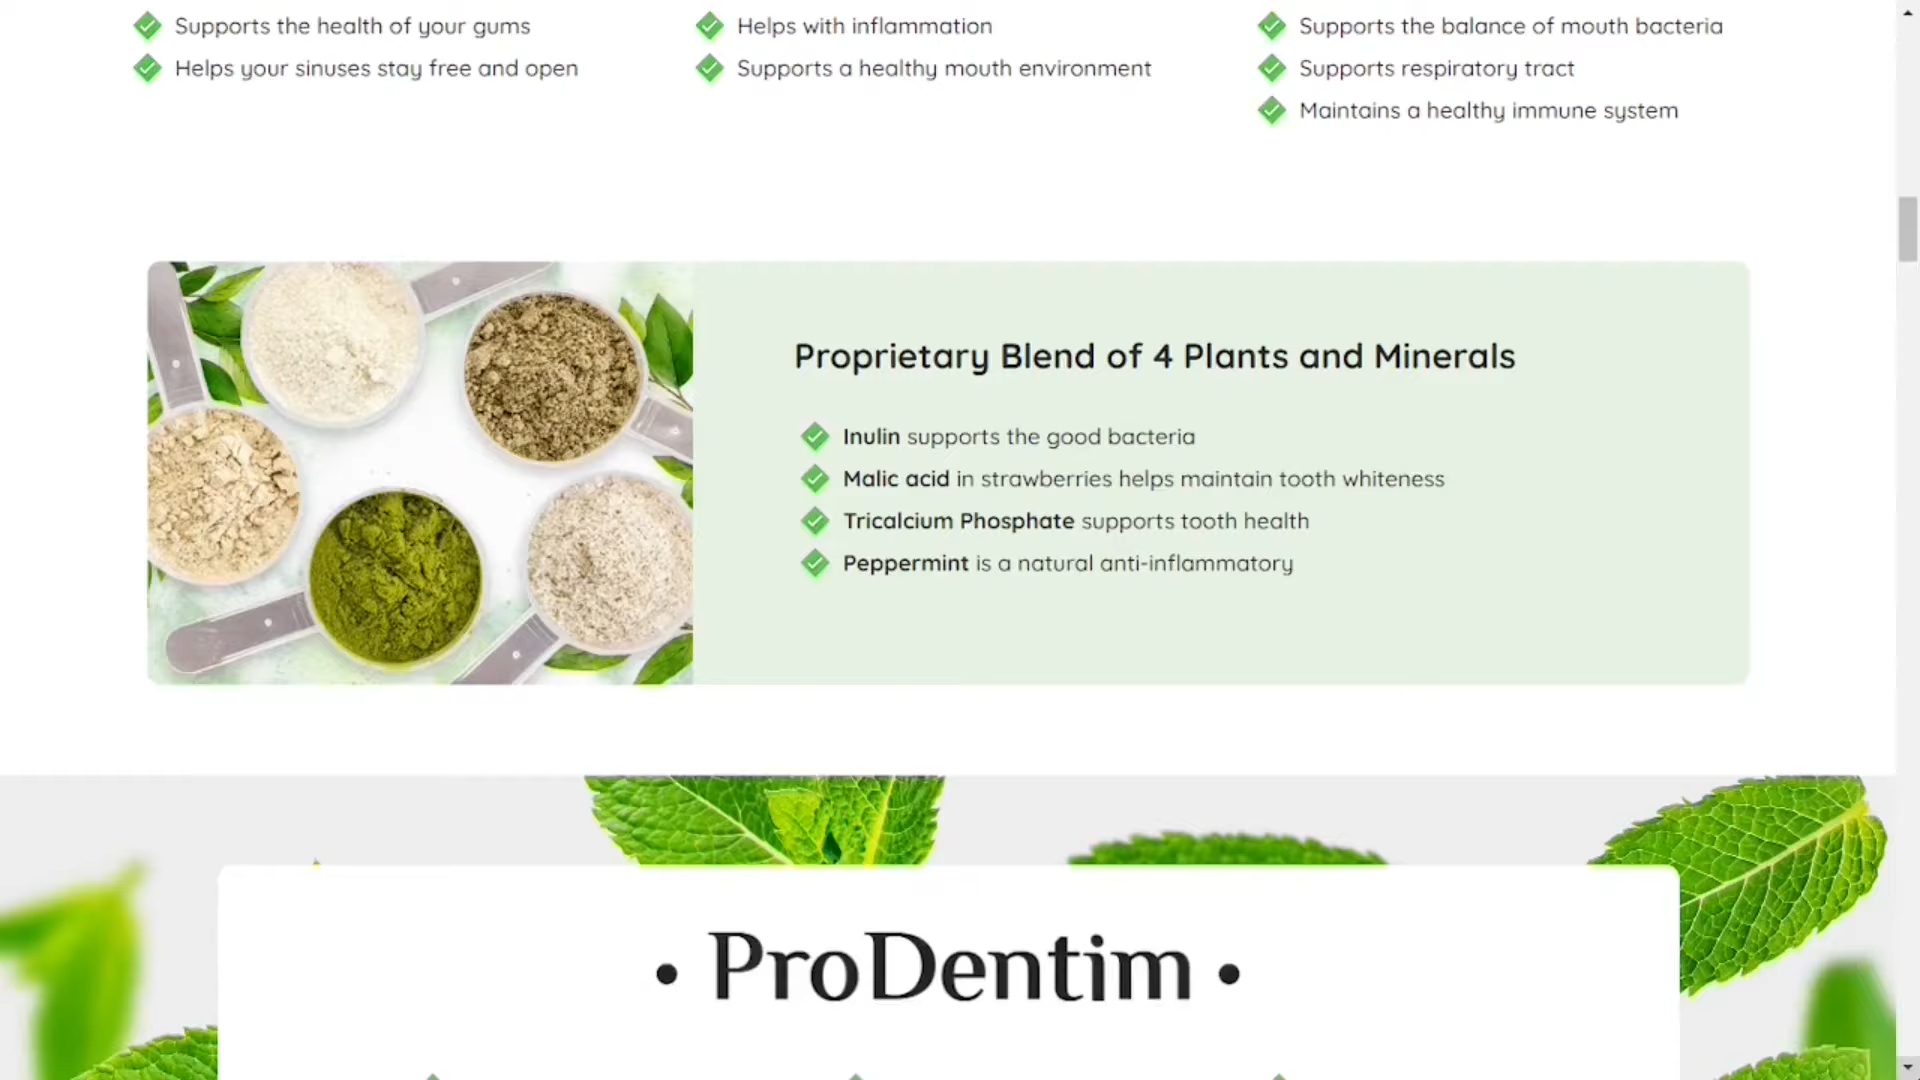 Supports the health of your gums
Helps your sinuses stay free and open
Helps with inflammation
Supports a healthy mouth environment
Supports the balance of mouth bacteria
Supports respiratory tract
Maintains a healthy immune system
Proprietary Blend of 4 Plants and Minerals
Inulin supports the good bacteria
Malic acid in strawberries helps maintain tooth whiteness
Tricalcium Phosphate supports tooth health
Peppermint is a natural anti-inflammatory
• ProDentim •